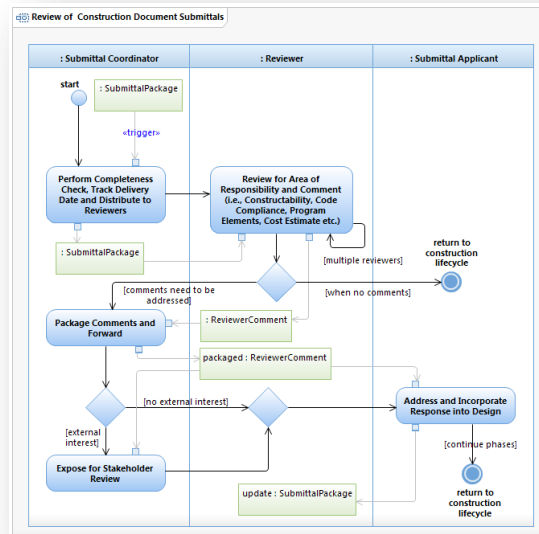 Review of Construction Document Submittals
: Submittal Coordinator
: Reviewer
: Submittal Applicant
start
: SubmittalPackage
«trigger»
Perform Completeness
Check, Track Delivery
Date and Distribute to
Reviewers
Review for Area of
Responsibility and Comment
(i.e., Constructability, Code
Compliance, Program
Elements, Cost Estimate etc.)
: SubmittalPackage
[multiple reviewers]
return to
construction
lifecycle
[comments need to be
addressed]
[when no comments]
Package Comments and
Forward
: ReviewerComment
packaged : ReviewerComment
[no external interest]
Address and Incorporate
Response into Design
[external
interest]
[continue phases]
Expose for Stakeholder
Review
update : SubmittalPackage
return to
construction
lifecycle